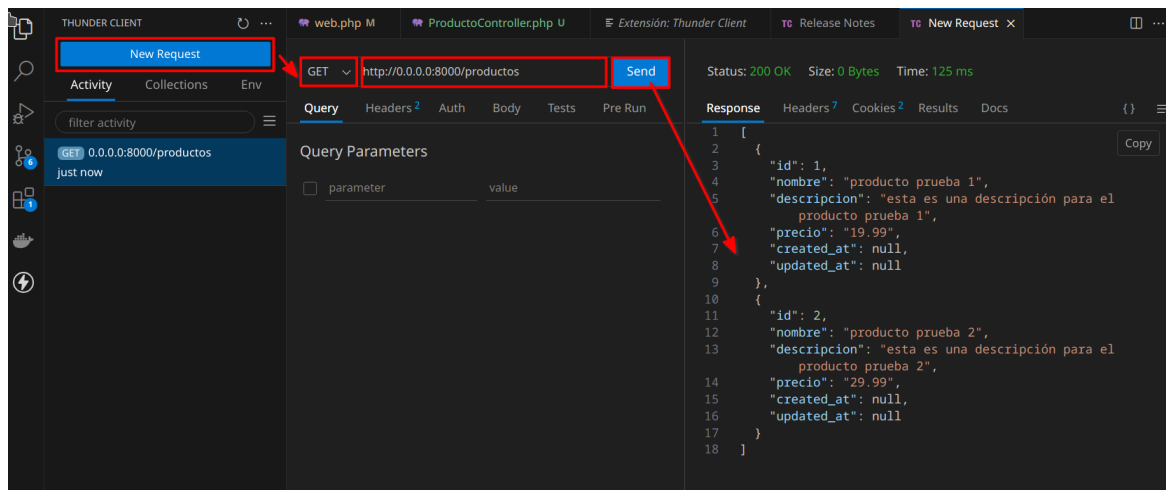 THUNDER CLIENT
New Request
Activity Collections Env
filter activity
GET 0.0.0.0:8000/productos
just now
6
1
web.php M ProductoController.php U Extensión: Thunder Client TC Release Notes TC New Request
GET http://0.0.0.0:8000/productos Send
Query Headers 2 Auth Body Tests Pre Run
Query Parameters
parameter value
Status: 200 OK Size: 0 Bytes Time: 125 ms
Response Headers 7 Cookies 2 Results Docs {}
Copy
1 [
2 {
3 "id": 1,
4 "nombre": "producto prueba 1",
5 "descripcion": "esta es una descripción para el
producto prueba 1",
6 "precio": "19.99",
7 "created_at": null,
8 "updated_at": null
9 },
10 {
11 "id": 2,
12 "nombre": "producto prueba 2",
13 "descripcion": "esta es una descripción para el
producto prueba 2",
14 "precio": "29.99",
15 "created_at": null,
16 "updated_at": null
17 }
18 ]